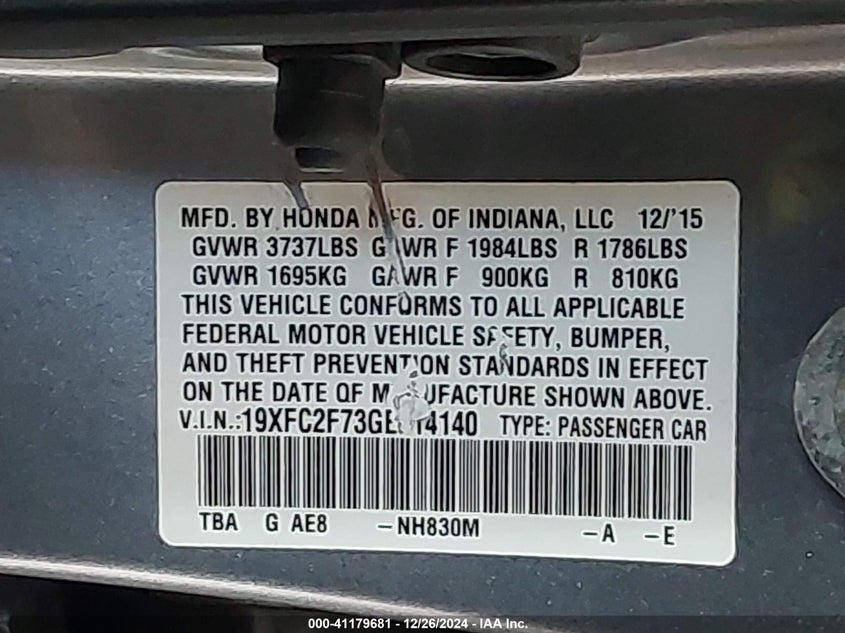 MFD. BY HONDA MFG. OF INDIANA, LLC 12/'15
GVWR 3737LBS GAWR F 1984LBS R 1786LBS
GVWR 1695KG GAWR F 900KG R 810KG
THIS VEHICLE CONFORMS TO ALL APPLICABLE
FEDERAL MOTOR VEHICLE SAFETY, BUMPER,
AND THEFT PREVENTION STANDARDS IN EFFECT
ON THE DATE OF MANUFACTURE SHOWN ABOVE.
V.I.N.: TYPE: PASSENGER CAR
TBA G AE8 -NH830M -A -E
000-41179681 - 12/26/2024 - IAA Inc.